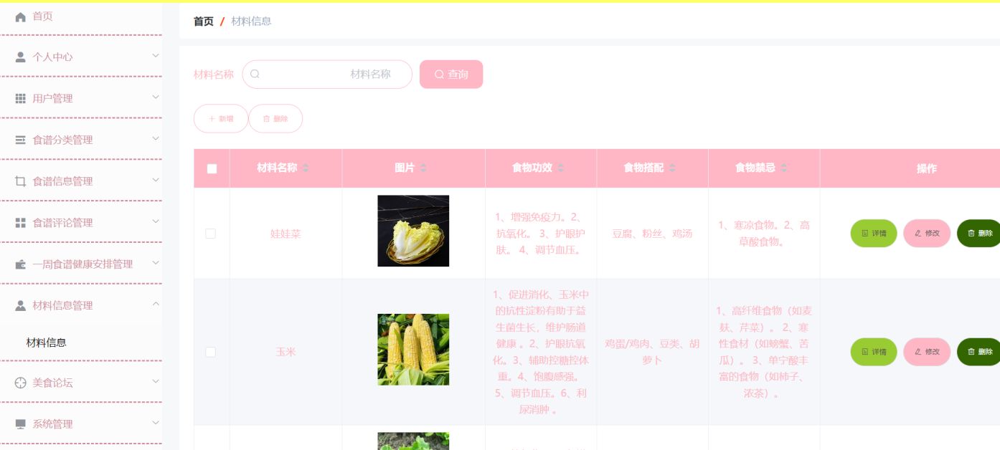 首页
个人中心
用户管理
食谱分类管理
食谱信息管理
食谱评论管理
一周食谱健康安排管理
材料信息管理
材料信息
美食论坛
系统管理
首页 / 材料信息
材料名称 材料名称 查询
新增 删除
材料名称 图片 食物功效 食物搭配 食物禁忌 操作
娃娃菜
1、增强免疫力。2、
抗氧化。 3、护眼护
肤。 4、调节血压。
豆腐、粉丝、鸡汤
1、寒凉食物。2、高
草酸食物。
详情 修改 删除
玉米
1、促进消化、玉米中
的抗性淀粉有助于益
生菌生长，维护肠道
健康 。2、护眼抗氧
化。3、辅助控糖控体
重。4、饱腹感强。
5、调节血压。6、利
尿消肿 。
鸡蛋/鸡肉、豆类、胡
萝卜
1、高纤维食物（如麦
麸、芹菜）。 2、寒
性食材（如螃蟹、苦
瓜）。 3、单宁酸丰
富的食物（如柿子、
浓茶）。
详情 修改 删除